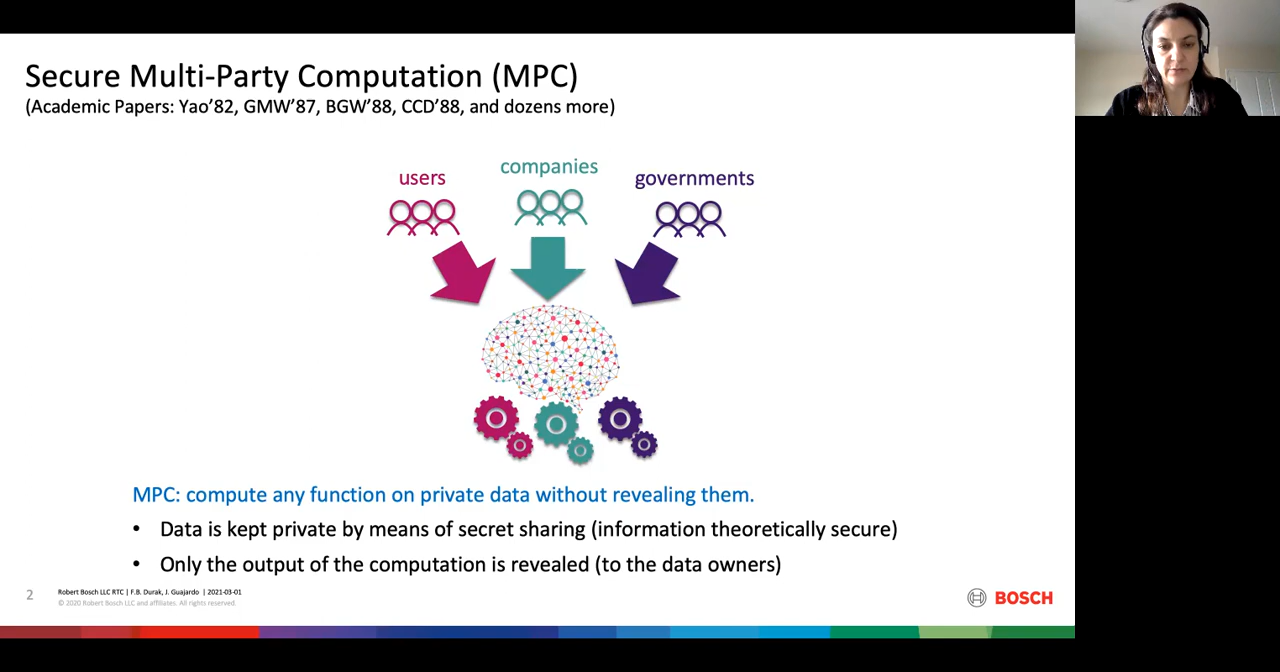 Secure Multi-Party Computation (MPC)
(Academic Papers: Yao’82, GMW’87, BGW’88, CCD’88, and dozens more)
users
companies
governments
MPC: compute any function on private data without revealing them.
• Data is kept private by means of secret sharing (information theoretically secure)
• Only the output of the computation is revealed (to the data owners)
2
Robert Bosch LLC RTC | F.B. Durak, J. Guajardo | 2021-03-01
© 2020 Robert Bosch LLC and affiliates. All rights reserved.
BOSCH